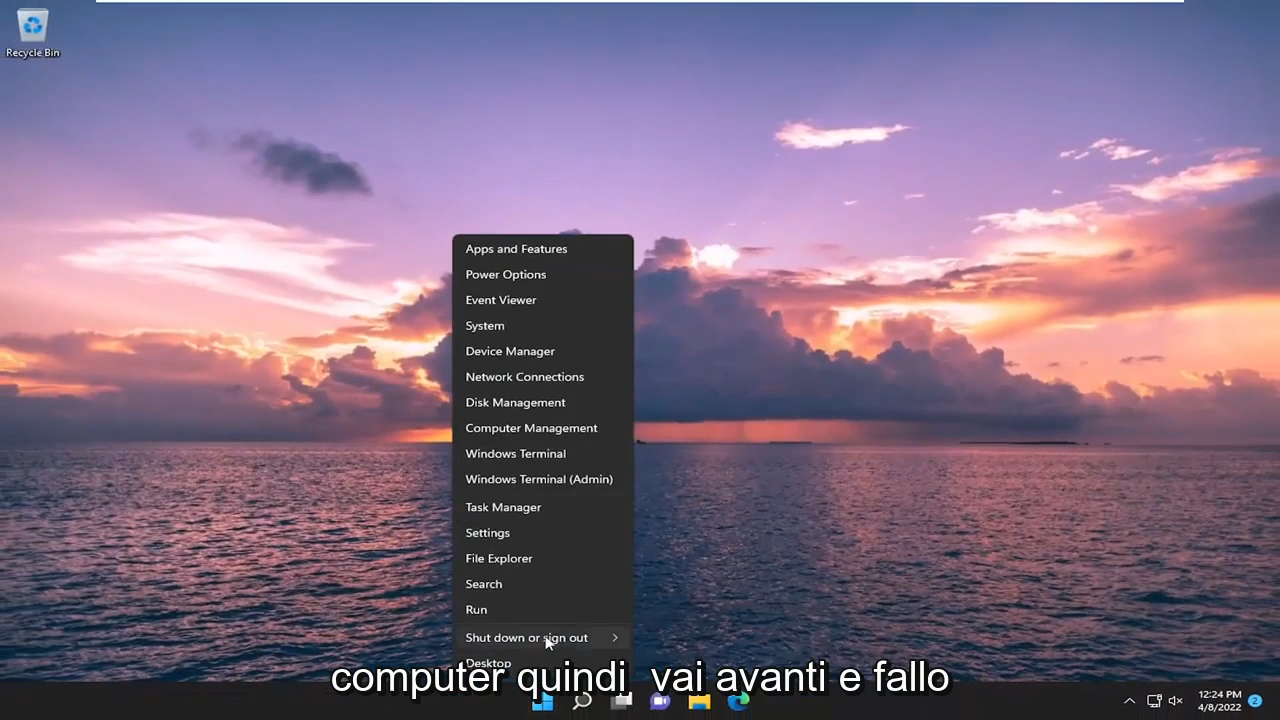 Recycle Bin
Apps and Features
Power Options
Event Viewer
System
Device Manager
Network Connections
Disk Management
Computer Management
Windows Terminal
Windows Terminal (Admin)
Task Manager
Settings
File Explorer
Search
Run
Shut down or sign out
Desktop
computer quindi vai avanti e fallo
12:24 PM
4/8/2022
2